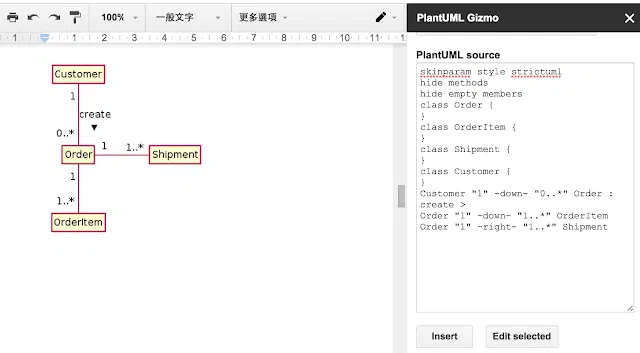 100%
一般文字
更多選項
PlantUML Gizmo
1 1 2 3 4 5 6 7 8 9 10 11 12
PlantUML source
skinparam style strictuml
hide methods
hide empty members
class Order {
}
class OrderItem {
}
class Shipment {
}
class Customer {
}
Customer "1" -down- "0..*" Order :
create >
Order "1" -down- "1..*" OrderItem
Order "1" -right- "1..*" Shipment
Insert
Edit selected
Customer
1
create
0..*
Order
1
1..*
Shipment
1
1..*
OrderItem